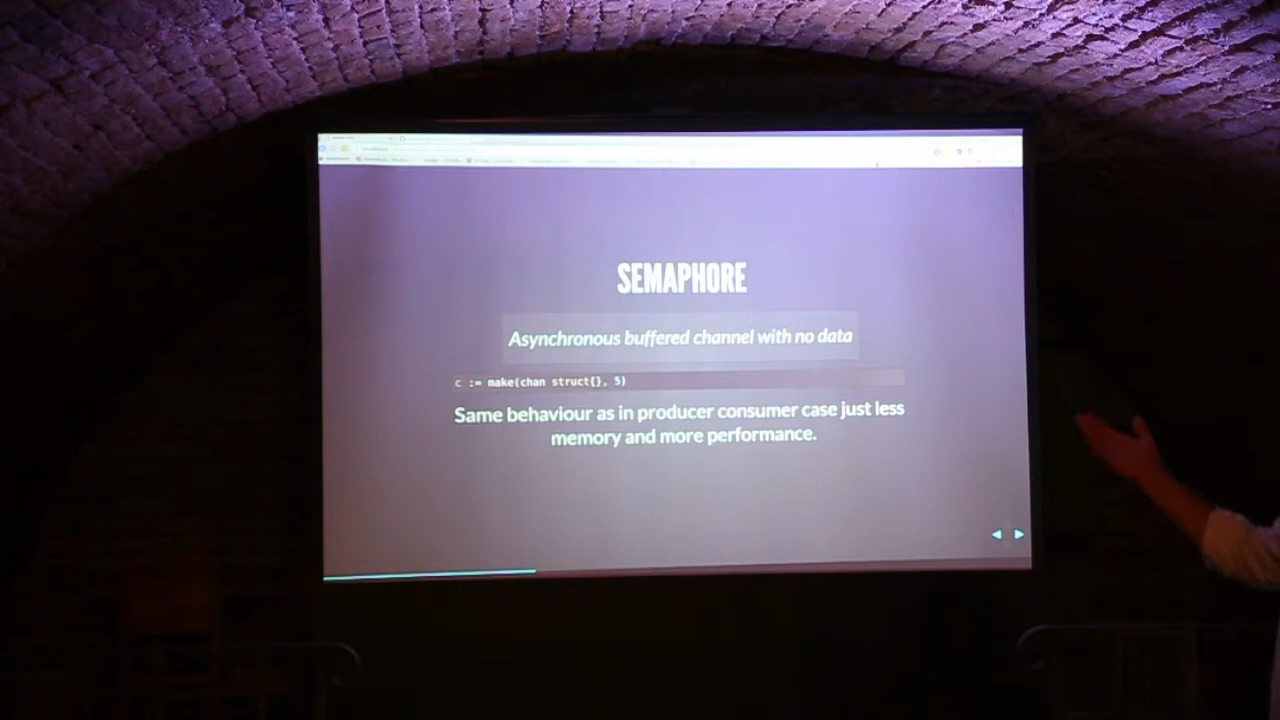 SEMAPHORE
Asynchronous buffered channel with no data
c := make(chan struct{}, 5)
Same behaviour as in producer consumer case just less
memory and more performance.